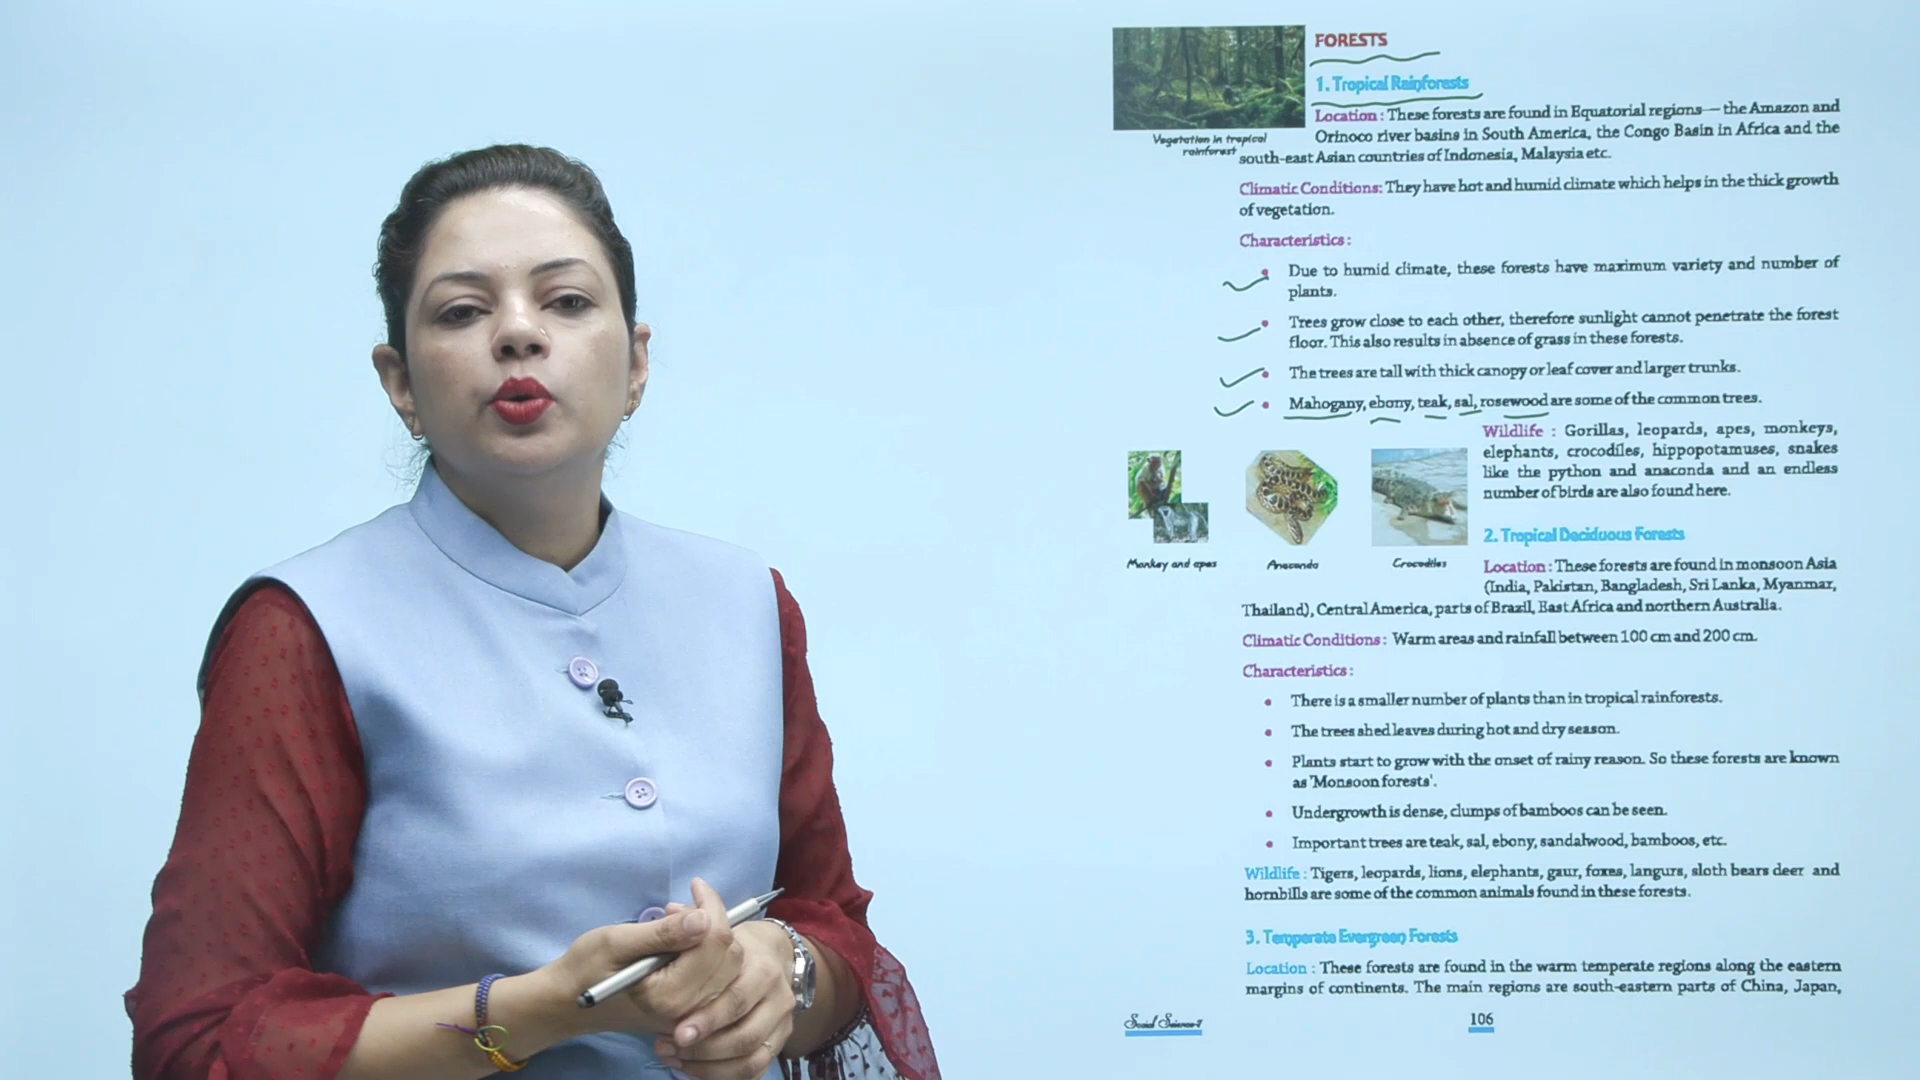 FORESTS
1. Tropical Rainforests
Location : These forests are found in Equatorial regions— the Amazon and
Orinoco river basins in South America, the Congo Basin in Africa and the
south-east Asian countries of Indonesia, Malaysia etc.
Vegetation in tropical
rainforest
Climatic Conditions: They have hot and humid climate which helps in the thick growth
of vegetation.
Characteristics :
• Due to humid climate, these forests have maximum variety and number of
plants.
• Trees grow close to each other, therefore sunlight cannot penetrate the forest
floor. This also results in absence of grass in these forests.
• The trees are tall with thick canopy or leaf cover and larger trunks.
• Mahogany, ebony, teak, sal, rosewood are some of the common trees.
Wildlife : Gorillas, leopards, apes, monkeys,
elephants, crocodiles, hippopotamuses, snakes
like the python and anaconda and an endless
number of birds are also found here.
Monkey and apes
Anaconda
Crocodiles
2. Tropical Deciduous Forests
Location : These forests are found in monsoon Asia
(India, Pakistan, Bangladesh, Sri Lanka, Myanmar,
Thailand), Central America, parts of Brazil, East Africa and northern Australia.
Climatic Conditions : Warm areas and rainfall between 100 cm and 200 cm.
Characteristics :
• There is a smaller number of plants than in tropical rainforests.
• The trees shed leaves during hot and dry season.
• Plants start to grow with the onset of rainy reason. So these forests are known
as 'Monsoon forests'.
• Undergrowth is dense, clumps of bamboos can be seen.
• Important trees are teak, sal, ebony, sandalwood, bamboos, etc.
Wildlife : Tigers, leopards, lions, elephants, gaur, foxes, langurs, sloth bears deer and
hornbills are some of the common animals found in these forests.
3. Temperate Evergreen Forests
Location : These forests are found in the warm temperate regions along the eastern
margins of continents. The main regions are south-eastern parts of China, Japan,
Social Science-7
106